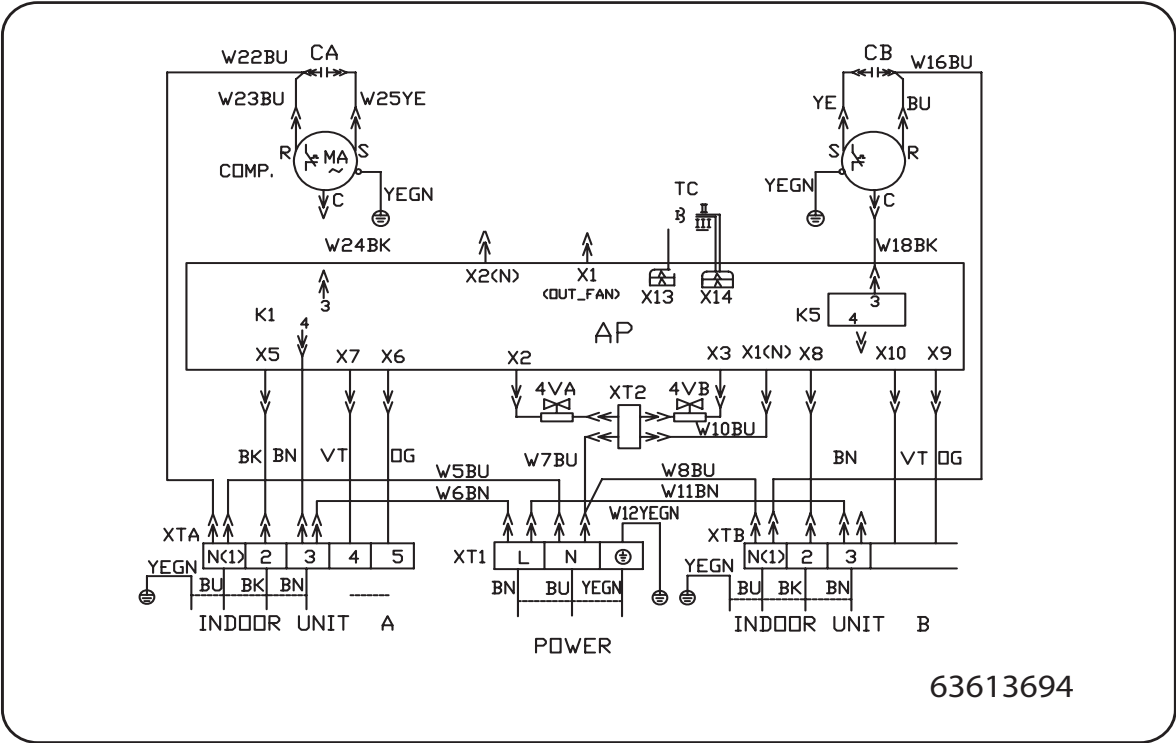 W22BU CA CB W16BU
W23BU W25YE YE BU
R MA S S R
COMP. ~
C YEGN YEGN TC C
II
III
W24BK W18BK
X2(N) X1 X13 X14
(OUT_FAN)
3 3
K1 4 K5 4
AP
X5 X7 X6 X2 X3 X1(N) X8 X10 X9
4VA XT2 4VB
W10BU
BK BN VT OG W7BU BN VT OG
W5BU W8BU
W6BN W11BN
W12YEGN
XTA XT1 XTB
N(1) 2 3 4 5 L N N(1) 2 3
YEGN YEGN
BU BK BN BN BU YEGN BU BK BN
INDOOR UNIT A INDOOR UNIT B
POWER
63613694